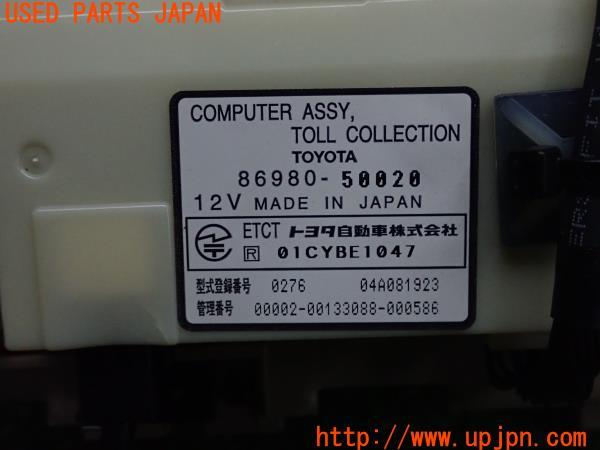 USED PARTS JAPAN
COMPUTER ASSY,
TOLL COLLECTION
TOYOTA
86980-50020
12V MADE IN JAPAN
ETCT トヨタ自動車株式会社
R 01CYBE1047
型式登録番号 0276 04A081923
管理番号 00002-00133088-000586
http://www.upjpn.com/